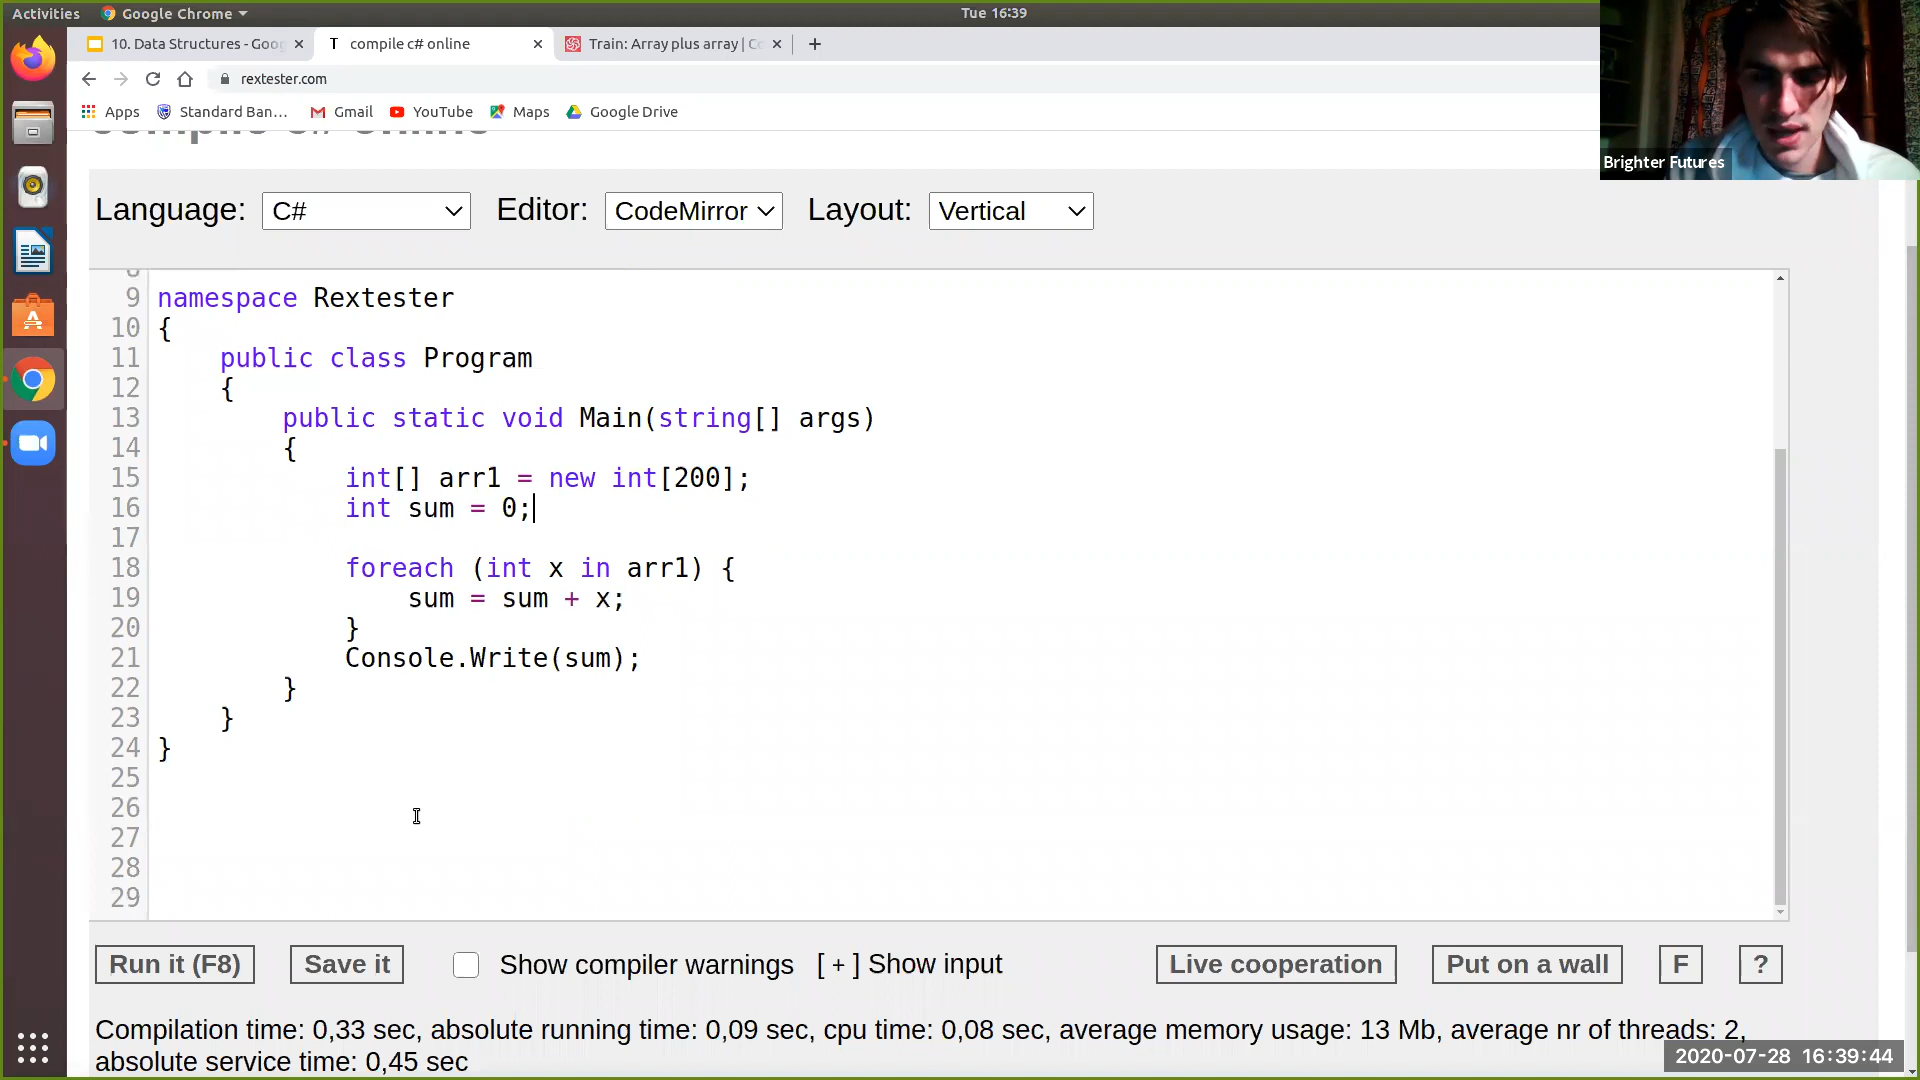 Activities Google Chrome Tue 16:39
10. Data Structures - Goog compile c# online Train: Array plus array | Co
rextester.com
Apps Standard Ban... Gmail YouTube Maps Google Drive
Brighter Futures
Language: C# Editor: CodeMirror Layout: Vertical
9 namespace Rextester
10 {
11 public class Program
12 {
13 public static void Main(string[] args)
14 {
15 int[] arr1 = new int[200];
16 int sum = 0;
17
18 foreach (int x in arr1) {
19 sum = sum + x;
20 }
21 Console.Write(sum);
22 }
23 }
24 }
25
26
27
28
29
Run it (F8) Save it Show compiler warnings [ + ] Show input Live cooperation Put on a wall F ?
Compilation time: 0,33 sec, absolute running time: 0,09 sec, cpu time: 0,08 sec, average memory usage: 13 Mb, average nr of threads: 2,
absolute service time: 0,45 sec
2020-07-28 16:39:44